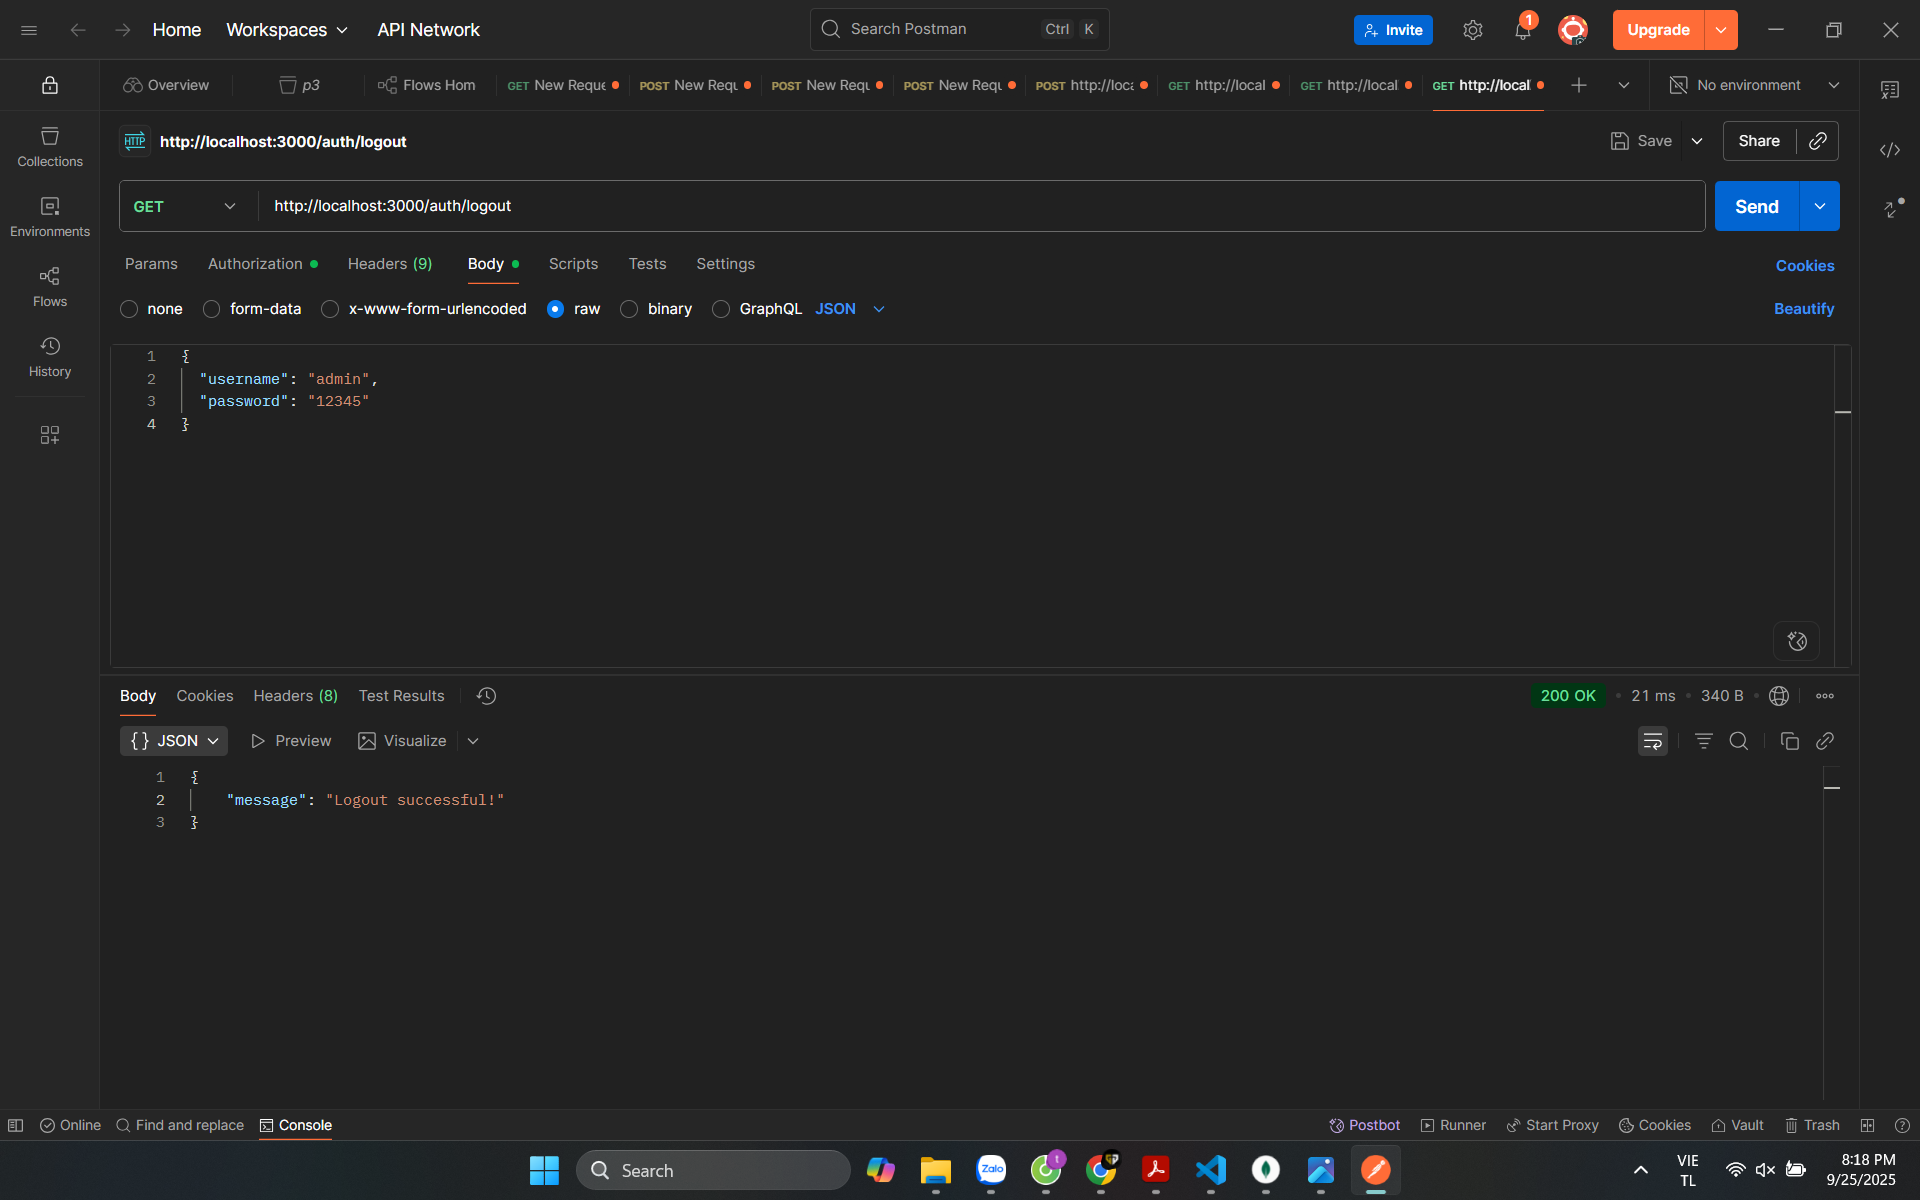 Home Workspaces API Network Search Postman Ctrl K Invite 1 Upgrade
Overview p3 Flows Hom GET New Reque POST New Requ POST New Requ POST New Requ POST http://loca GET http://local GET http://local GET http://local No environment
HTTP http://localhost:3000/auth/logout Save Share
Collections
GET http://localhost:3000/auth/logout Send
Environments
Params Authorization Headers (9) Body Scripts Tests Settings Cookies
Flows
none form-data x-www-form-urlencoded raw binary GraphQL JSON Beautify
History
1 {
2 "username": "admin",
3 "password": "12345"
4 }
Body Cookies Headers (8) Test Results 200 OK 21 ms 340 B
{} JSON Preview Visualize
1 {
2 "message": "Logout successful!"
3 }
Online Find and replace Console Postbot Runner Start Proxy Cookies Vault Trash
Search Zalo t VIE 8:18 PM
TL 9/25/2025